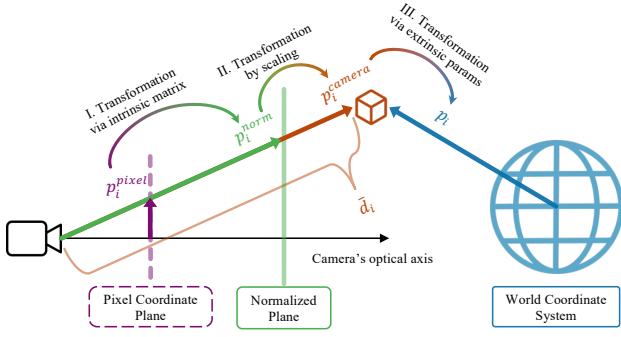 I. Transformation
via intrinsic matrix
II. Transformation
by scaling
III. Transformation
via extrinsic params
p_i^{pixel}
p_i^{norm}
p_i^{camera}
p_i
d̄_i
Camera's optical axis
Pixel Coordinate
Plane
Normalized
Plane
World Coordinate
System